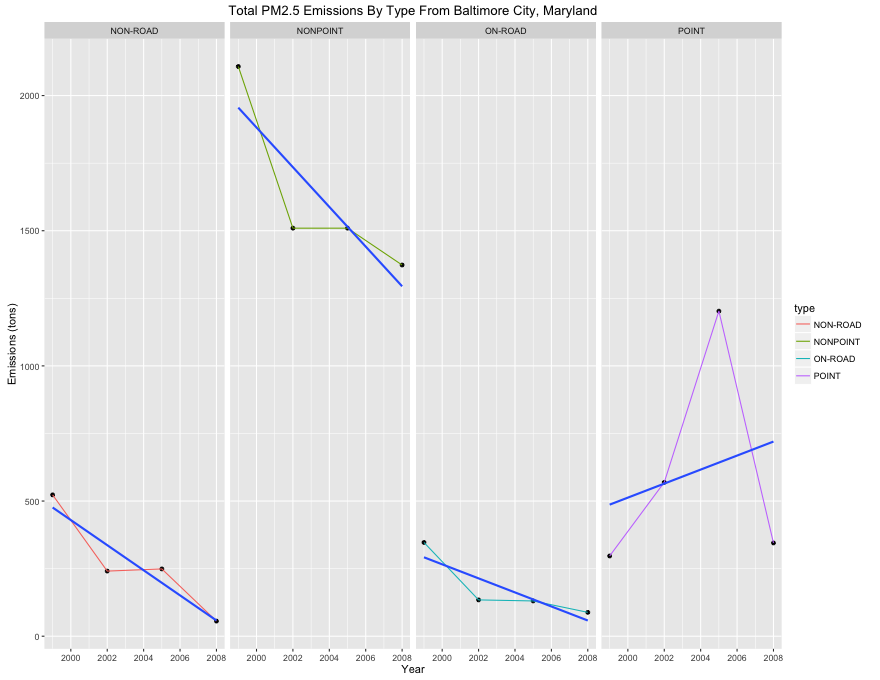 Total PM2.5 Emissions By Type From Baltimore City, Maryland
NON-ROAD NONPOINT ON-ROAD POINT
2000
1500
1000
500
0
Emissions (tons)
2000 2002 2004 2006 2008 2000 2002 2004 2006 2008 2000 2002 2004 2006 2008 2000 2002 2004 2006 2008
Year
type
NON-ROAD
NONPOINT
ON-ROAD
POINT